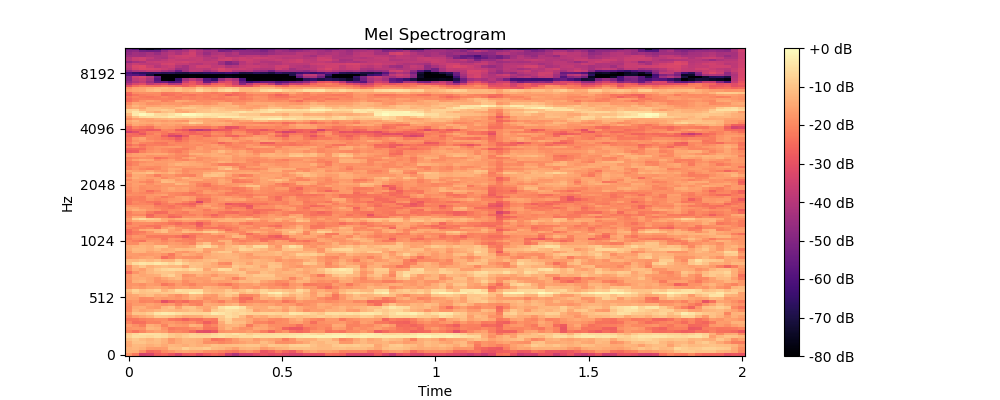 Mel Spectrogram
Hz
8192
4096
2048
1024
512
0
0
0.5
1
1.5
2
Time
+0 dB
-10 dB
-20 dB
-30 dB
-40 dB
-50 dB
-60 dB
-70 dB
-80 dB